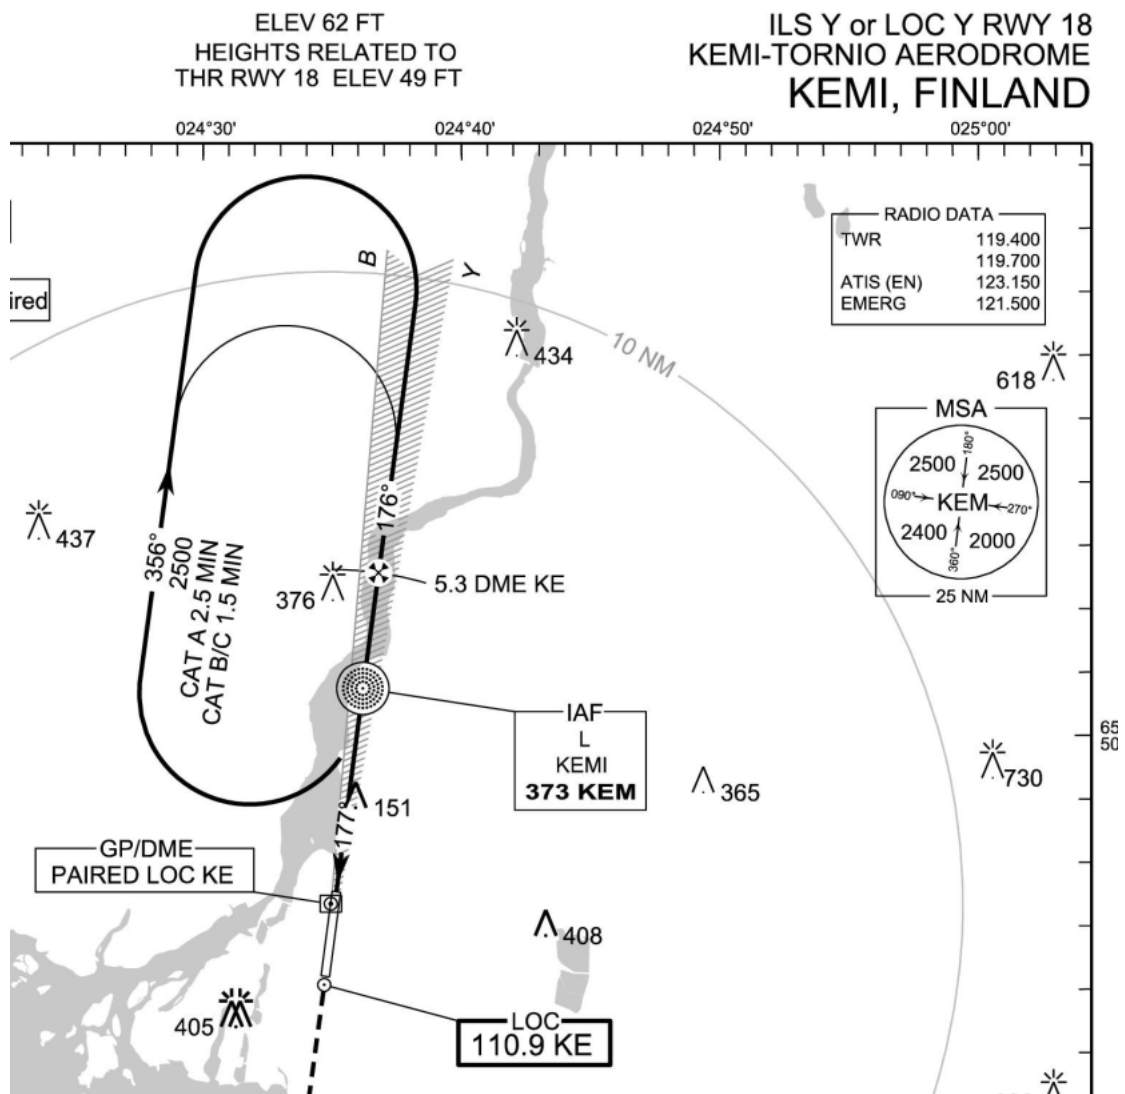 ELEV 62 FT
HEIGHTS RELATED TO
THR RWY 18 ELEV 49 FT
ILS Y or LOC Y RWY 18
KEMI-TORNIO AERODROME
KEMI, FINLAND
024°30'
024°40'
024°50'
025°00'
RADIO DATA
TWR 119.400
119.700
ATIS (EN) 123.150
EMERG 121.500
B
Y
ired
10 NM
434
618
MSA
180°
2500
2500
090°
KEM
270°
2400
2000
360°
25 NM
437
176°
356°
2500
CAT A 2.5 MIN
CAT B/C 1.5 MIN
376
5.3 DME KE
IAF
L
KEMI
373 KEM
65
50
730
365
151
177°
GP/DME
PAIRED LOC KE
408
405
LOC
110.9 KE